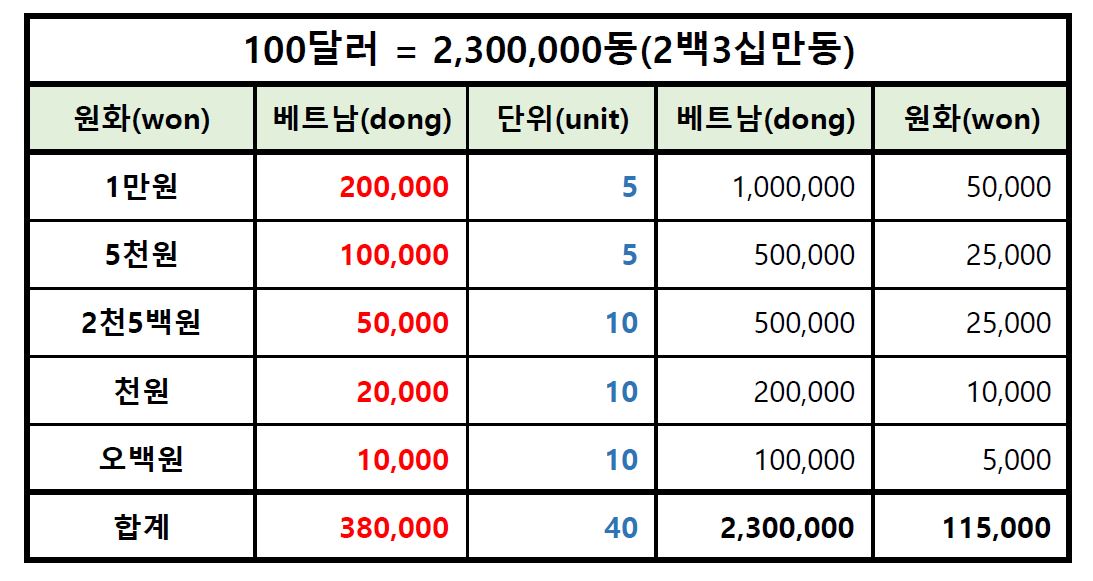 100달러 = 2,300,000동(2백3십만동)
원화(won) 베트남(dong) 단위(unit) 베트남(dong) 원화(won)
1만원 200,000 5 1,000,000 50,000
5천원 100,000 5 500,000 25,000
2천5백원 50,000 10 500,000 25,000
천원 20,000 10 200,000 10,000
오백원 10,000 10 100,000 5,000
합계 380,000 40 2,300,000 115,000